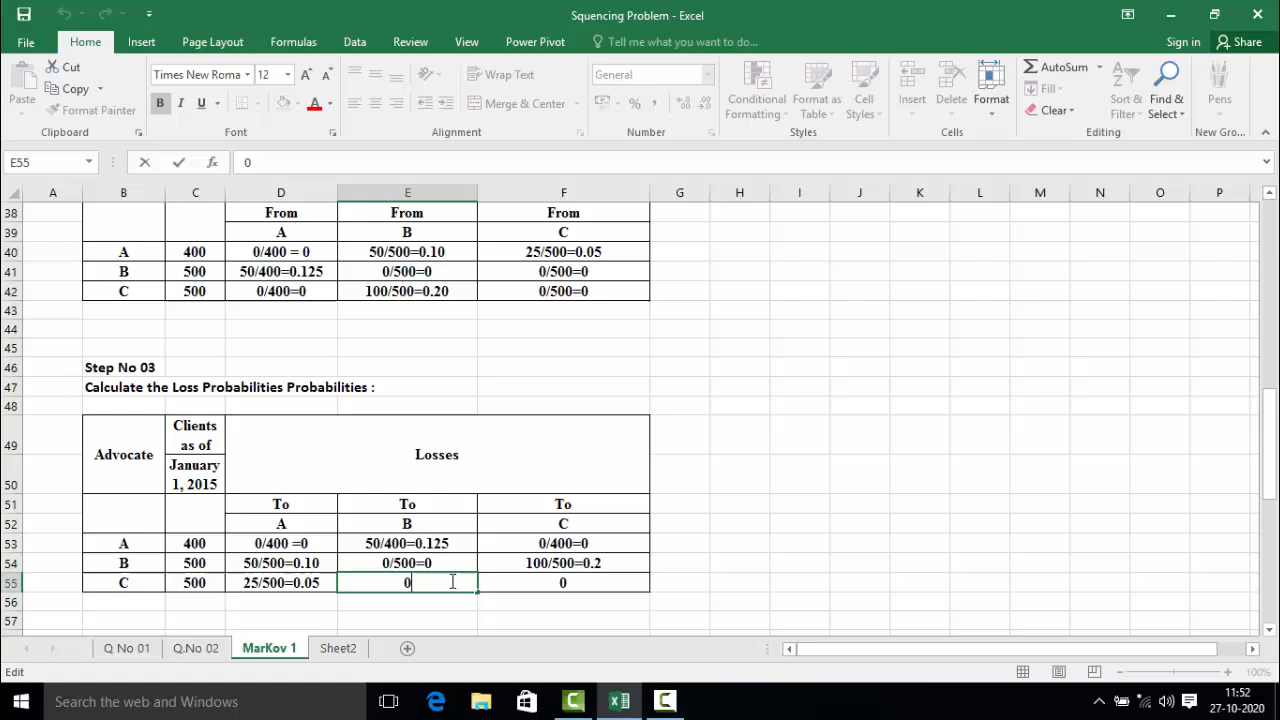 Squencing Problem - Excel
File Home Insert Page Layout Formulas Data Review View Power Pivot Tell me what you want to do... Sign in Share
Cut
Copy
Format Painter
Paste
Clipboard
Times New Roma 12
B I U
Font
Wrap Text
Merge & Center
Alignment
General
Number
Conditional Formatting
Format as Table
Cell Styles
Styles
Insert Delete Format
Cells
AutoSum
Fill
Clear
Sort & Filter
Find & Select
Editing
Pens
New Gro...
E55 fx 0
A B C D E F G H I J K L M N O P
38 From From From
39 A B C
40 A 400 0/400 = 0 50/500=0.10 25/500=0.05
41 B 500 50/400=0.125 0/500=0 0/500=0
42 C 500 0/400=0 100/500=0.20 0/500=0
43
44
45
46 Step No 03
47 Calculate the Loss Probabilities Probabilities :
48
49 Advocate Clients as of Losses
50 January 1, 2015
51 To To To
52 A B C
53 A 400 0/400 =0 50/400=0.125 0/400=0
54 B 500 50/500=0.10 0/500=0 100/500=0.2
55 C 500 25/500=0.05 0 0
56
57
Q No 01 Q.No 02 MarKov 1 Sheet2
Edit 100%
Search the web and Windows
11:52
27-10-2020